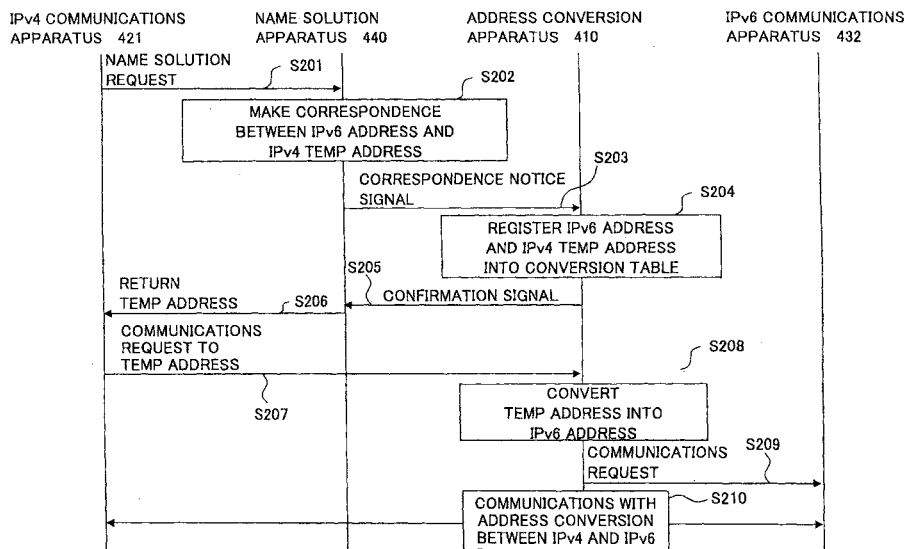 IPv4 COMMUNICATIONS
APPARATUS 421
NAME SOLUTION
APPARATUS 440
ADDRESS CONVERSION
APPARATUS 410
IPv6 COMMUNICATIONS
APPARATUS 432
NAME SOLUTION
REQUEST
S201
S202
MAKE CORRESPONDENCE
BETWEEN IPv6 ADDRESS AND
IPv4 TEMP ADDRESS
S203
CORRESPONDENCE NOTICE
SIGNAL
S204
REGISTER IPv6 ADDRESS
AND IPv4 TEMP ADDRESS
INTO CONVERSION TABLE
S205
CONFIRMATION SIGNAL
RETURN
TEMP ADDRESS
S206
COMMUNICATIONS
REQUEST TO
TEMP ADDRESS
S207
S208
CONVERT
TEMP ADDRESS INTO
IPv6 ADDRESS
COMMUNICATIONS
REQUEST
S209
S210
COMMUNICATIONS WITH
ADDRESS CONVERSION
BETWEEN IPv4 AND IPv6